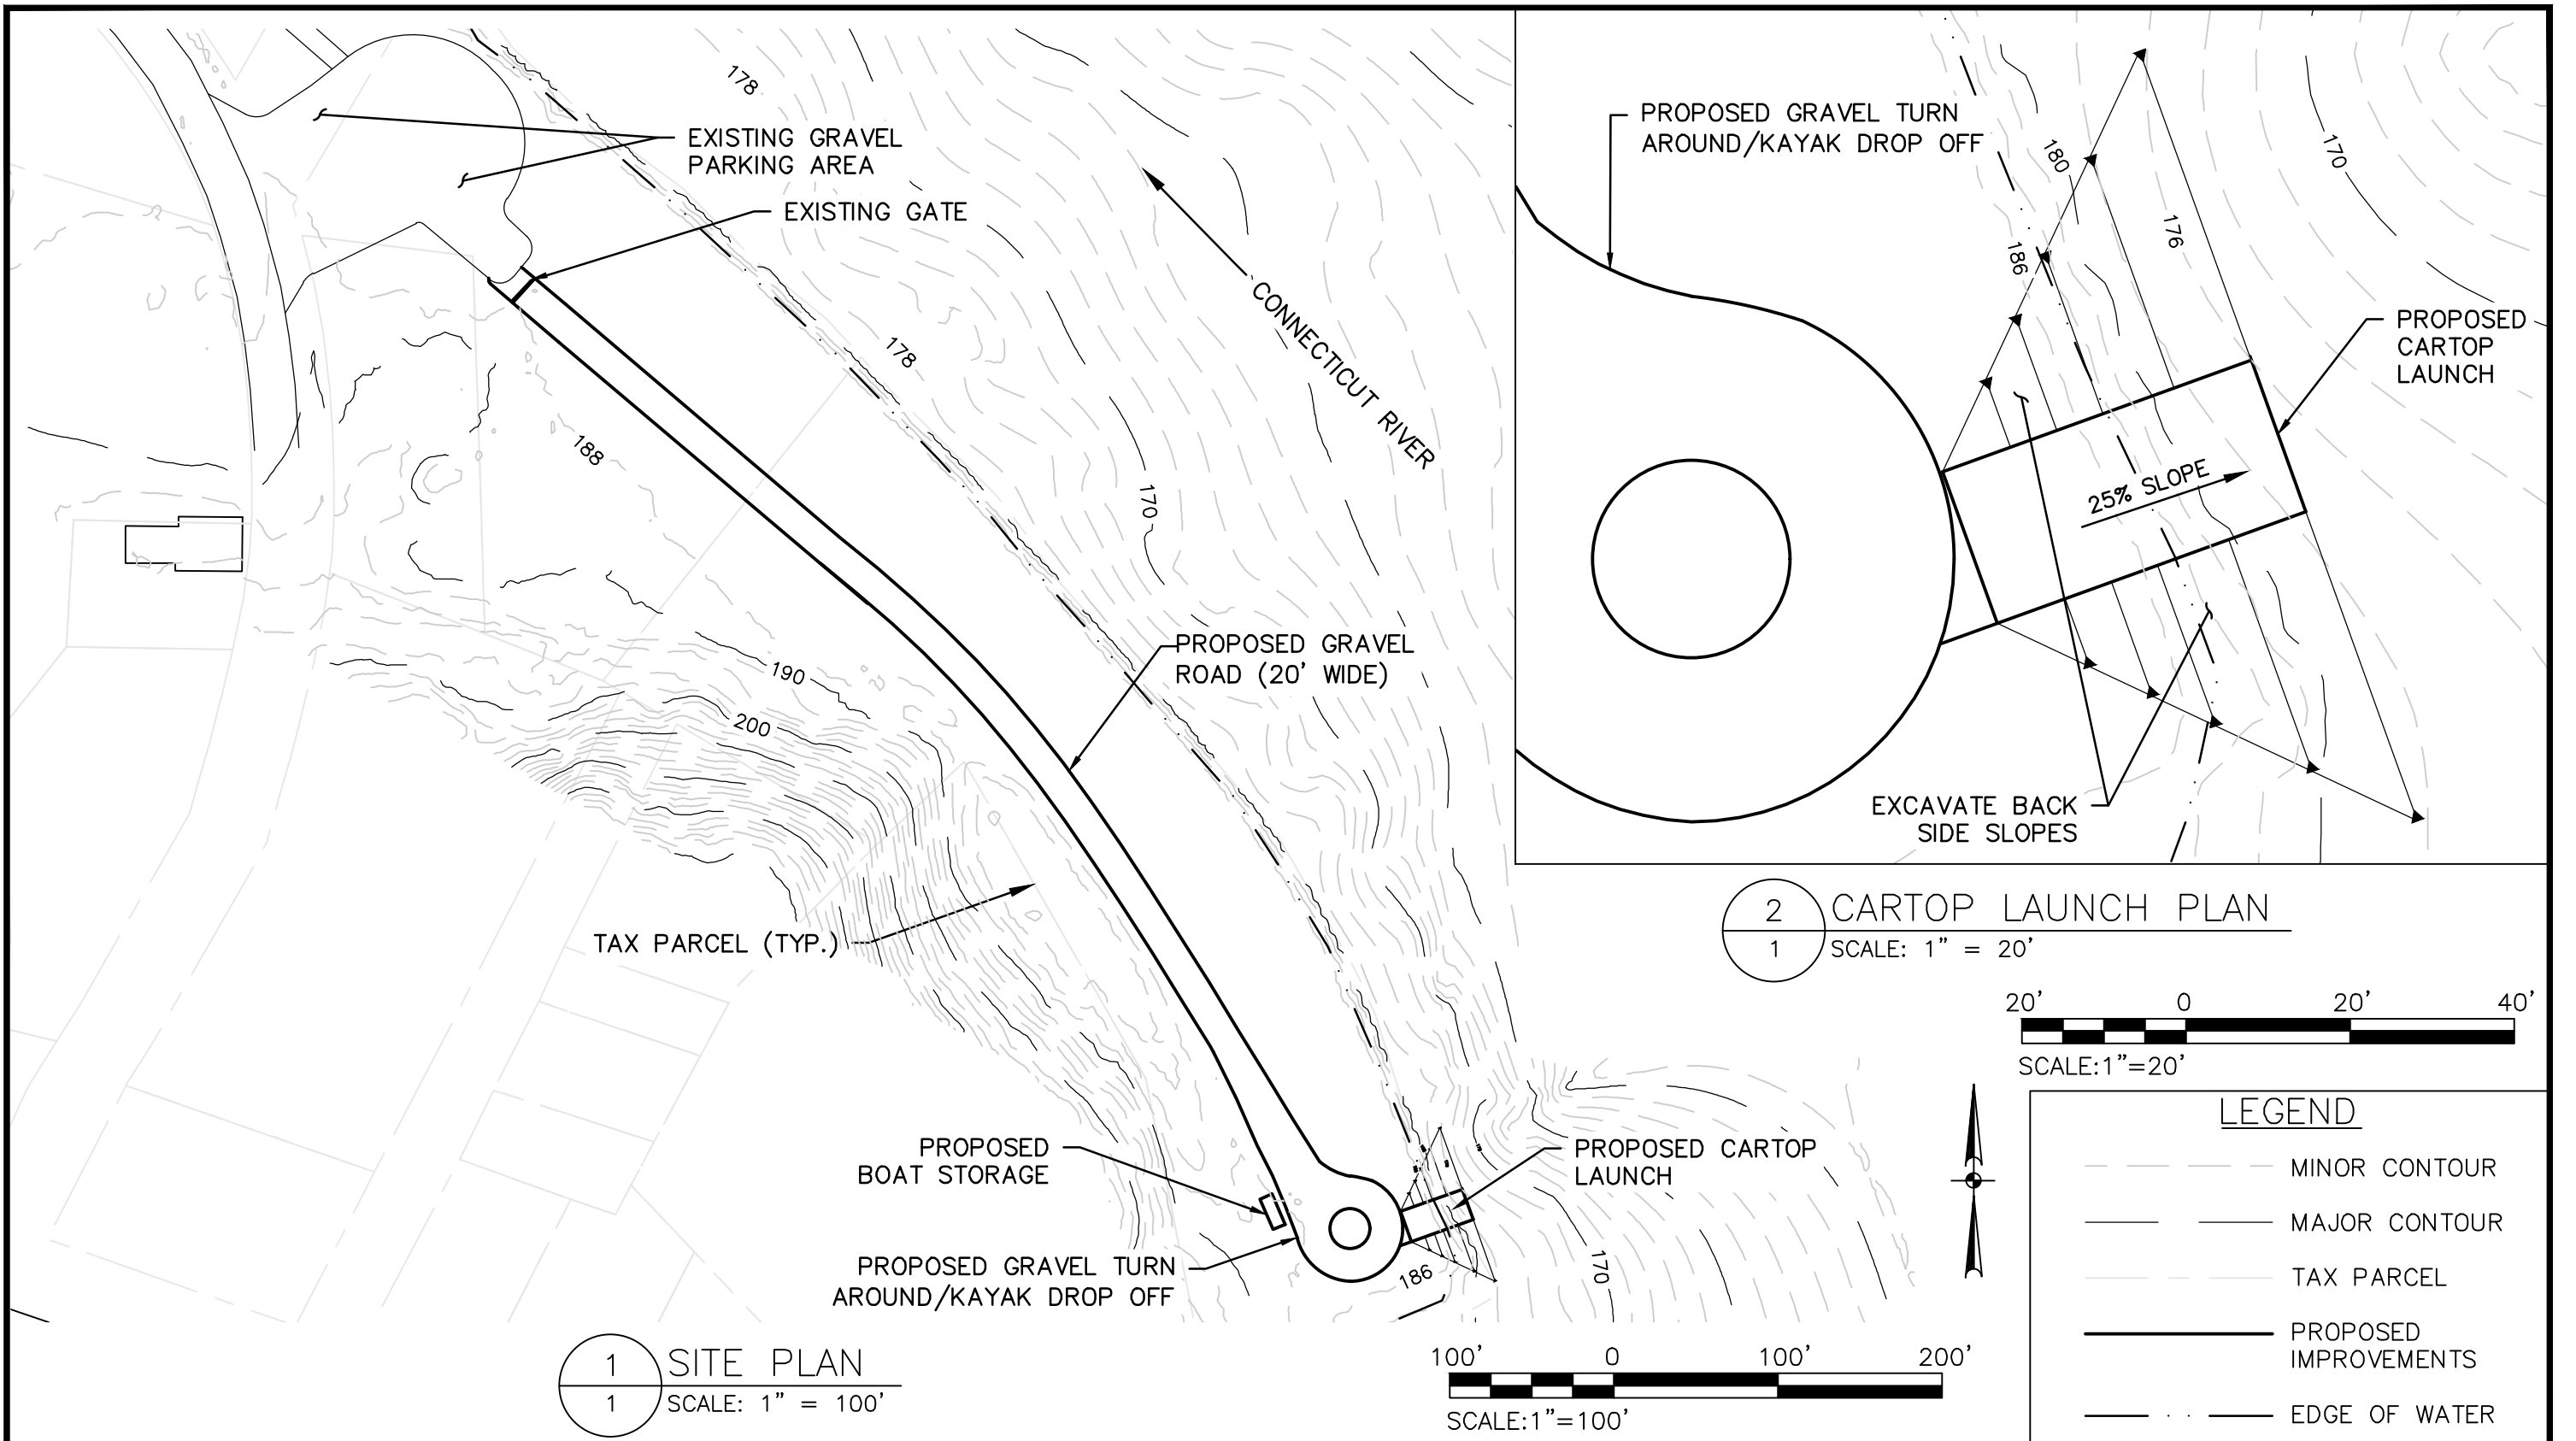 178
EXISTING GRAVEL
PARKING AREA
EXISTING GATE
CONNECTICUT RIVER
178
188
170
PROPOSED GRAVEL
ROAD (20' WIDE)
190
200
TAX PARCEL (TYP.)
PROPOSED
BOAT STORAGE
PROPOSED CARTOP
LAUNCH
PROPOSED GRAVEL TURN
AROUND/KAYAK DROP OFF
186
170
1
1
SITE PLAN
SCALE: 1" = 100'
100' 0 100' 200'
SCALE:1"=100'
PROPOSED GRAVEL TURN
AROUND/KAYAK DROP OFF
180
170
176
186
PROPOSED
CARTOP
LAUNCH
25% SLOPE
EXCAVATE BACK
SIDE SLOPES
2
1
CARTOP LAUNCH PLAN
SCALE: 1" = 20'
20' 0 20' 40'
SCALE:1"=20'
LEGEND
MINOR CONTOUR
MAJOR CONTOUR
TAX PARCEL
PROPOSED
IMPROVEMENTS
EDGE OF WATER